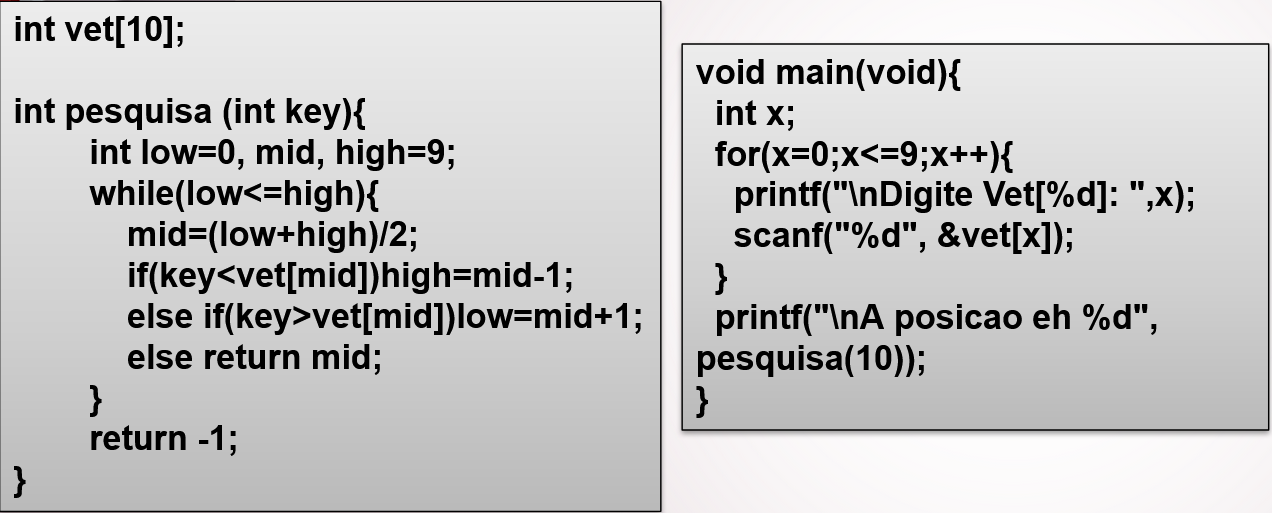 int vet[10];
int pesquisa (int key){
int low=0, mid, high=9;
while(low<=high){
mid=(low+high)/2;
if(key<vet[mid])high=mid-1;
else if(key>vet[mid])low=mid+1;
else return mid;
}
return -1;
}
void main(void){
int x;
for(x=0;x<=9;x++){
printf("\nDigite Vet[%d]: ",x);
scanf("%d", &vet[x]);
}
printf("\nA posicao eh %d",
pesquisa(10));
}